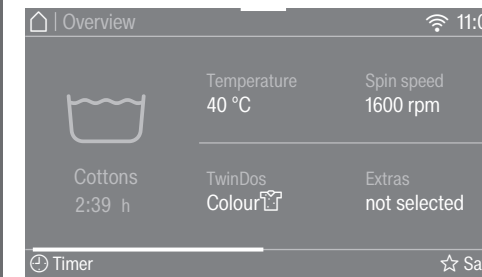 Overview 11:0
Temperature
40 °C
Spin speed
1600 rpm
Cottons
2:39 h
TwinDos
Colour
Extras
not selected
Timer Sa